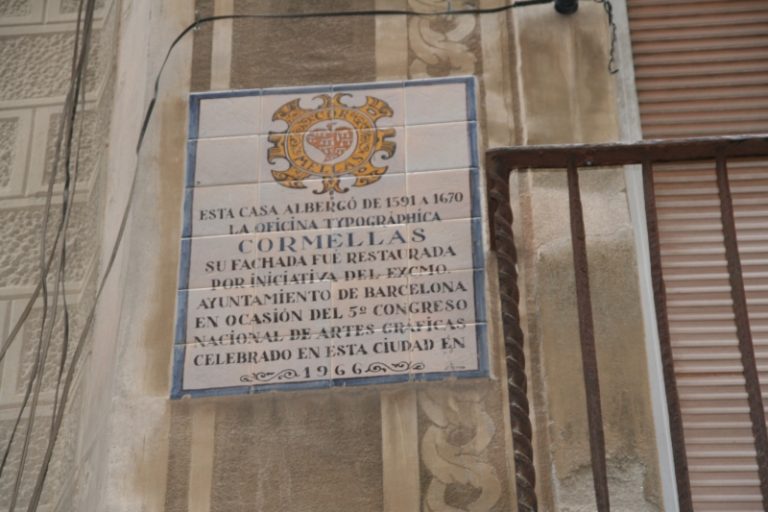 ESTA CASA ALBERGÓ DE 1591 A 1670
LA OFICINA TYPOGRÁPHICA
CORMELLAS
SU FACHADA FUÉ RESTAURADA
POR INICIATIVA DEL EXCMO.
AYUNTAMIENTO DE BARCELONA
EN OCASIÓN DEL 5º CONGRESO
NACIONAL DE ARTES GRAFICAS
CELEBRADO EN ESTA CIUDAD EN
1966